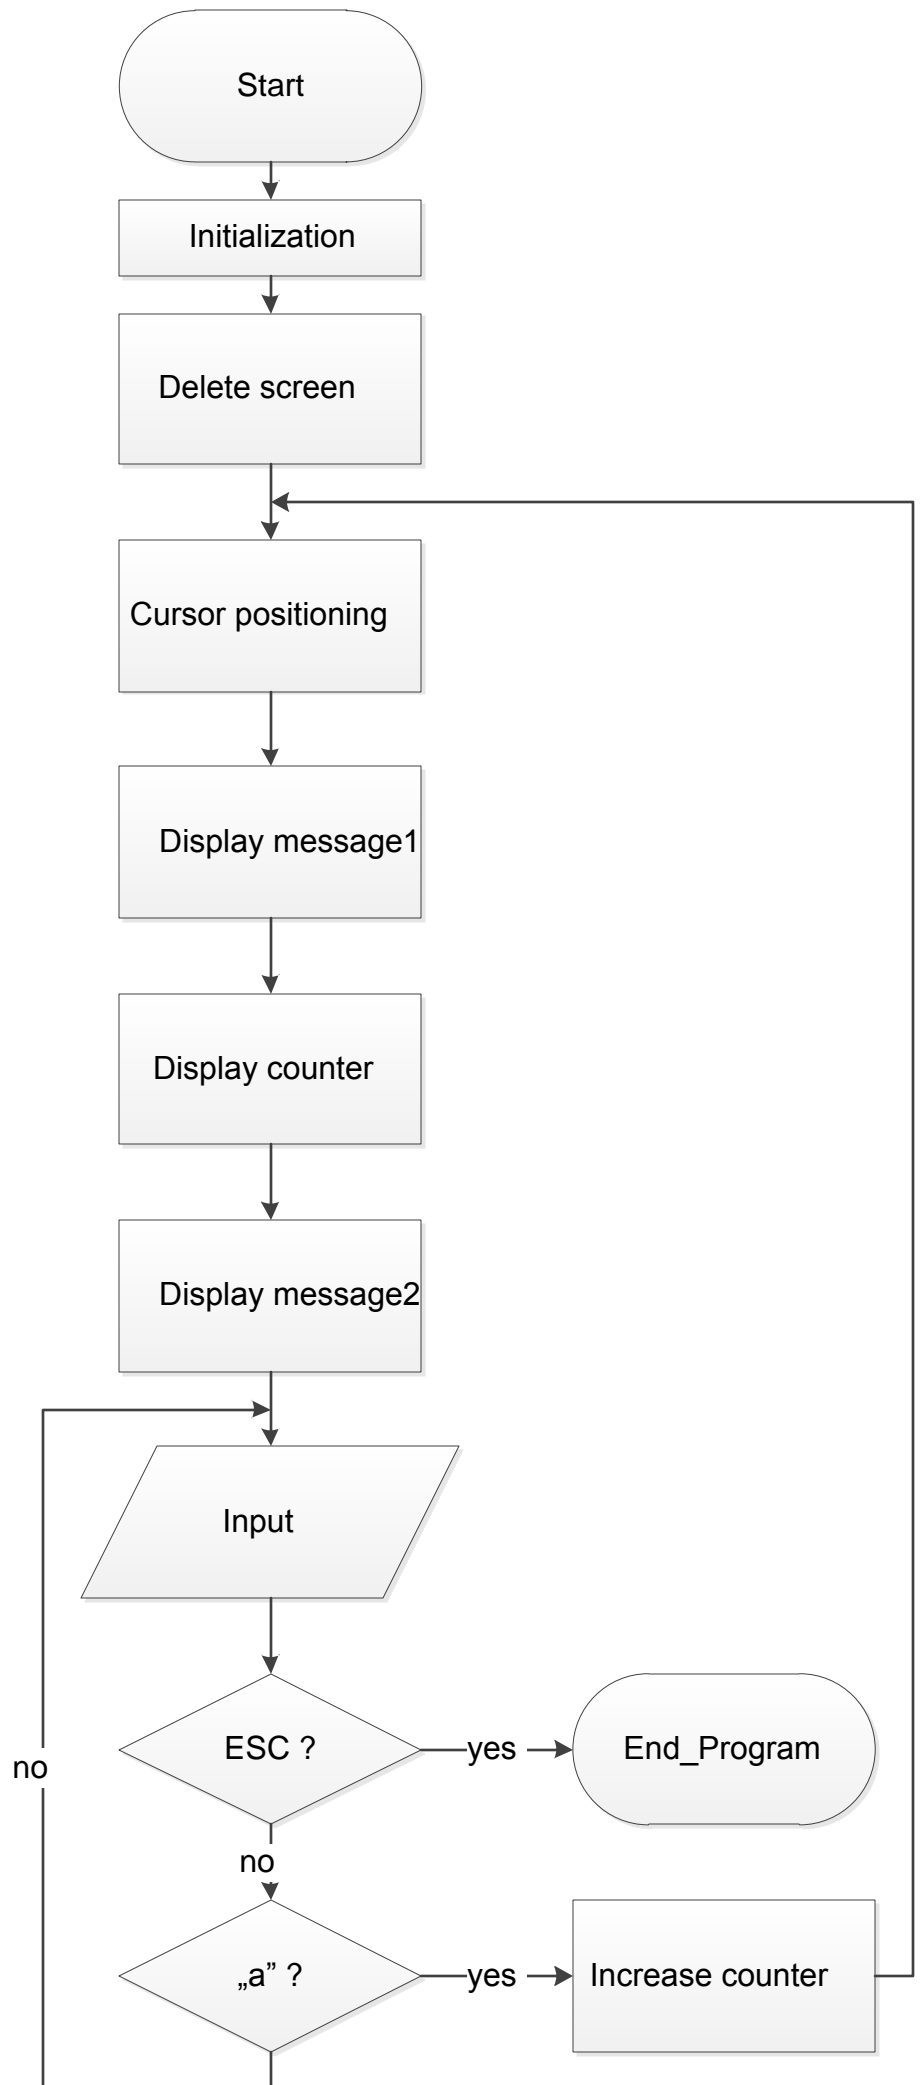 Start
Initialization
Delete screen
Cursor positioning
Display message1
Display counter
Display message2
Input
ESC ?
yes
End_Program
no
no
„a” ?
yes
Increase counter